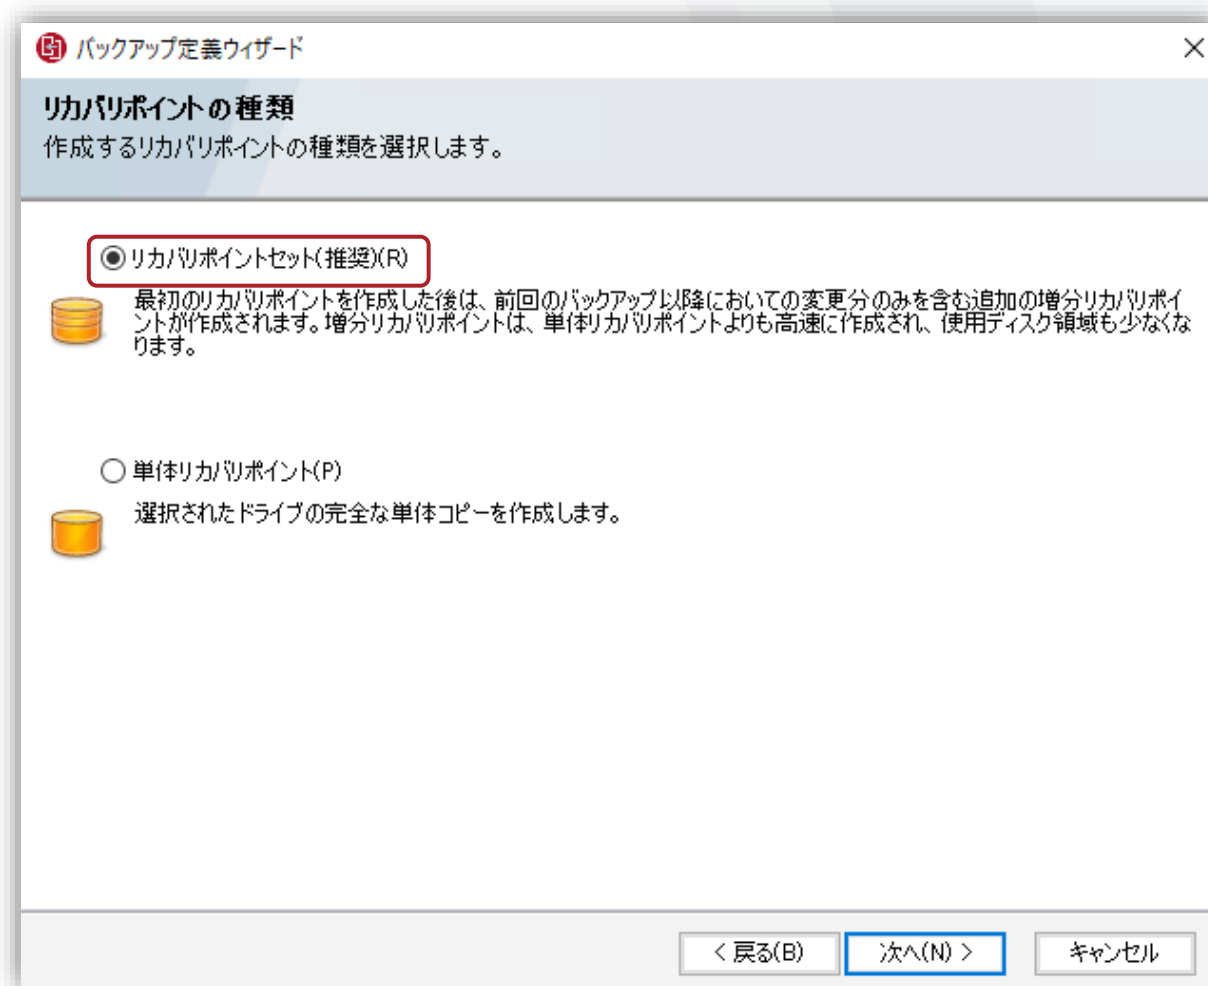 バックアップ定義ウィザード
リカバリポイントの種類
作成するリカバリポイントの種類を選択します。
リカバリポイントセット(推奨)(R)
最初のリカバリポイントを作成した後は、前回のバックアップ以降においての変更分のみを含む追加の増分リカバリポイ
ントが作成されます。増分リカバリポイントは、単体リカバリポイントよりも高速に作成され、使用ディスク領域も少なくな
ります。
単体リカバリポイント(P)
選択されたドライブの完全な単体コピーを作成します。
< 戻る(B) 次へ(N) > キャンセル